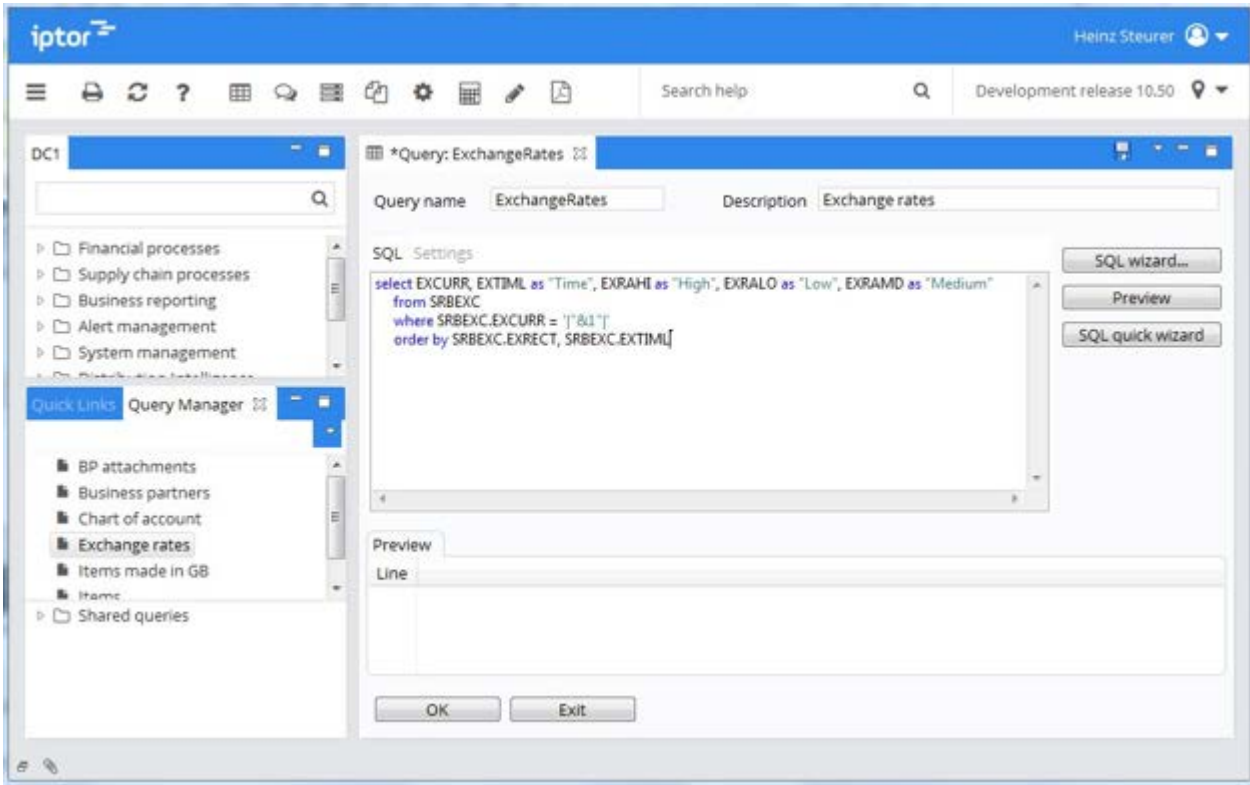 iptor
Heinz Steurer
?
Search help
Development release 10.50
DC1
Financial processes
Supply chain processes
Business reporting
Alert management
System management
Quick Links Query Manager
BP attachments
Business partners
Chart of account
Exchange rates
Items made in GB
Items
Shared queries
*Query: ExchangeRates
Query name ExchangeRates Description Exchange rates
SQL Settings
select EXCURR, EXTIML as "Time", EXRAHI as "High", EXRALO as "Low", EXRAMD as "Medium"
from SRBEXC
where SRBEXC.EXCURR = '|"&1"|'
order by SRBEXC.EXRECT, SRBEXC.EXTIML
SQL wizard...
Preview
SQL quick wizard
Preview
Line
OK Exit